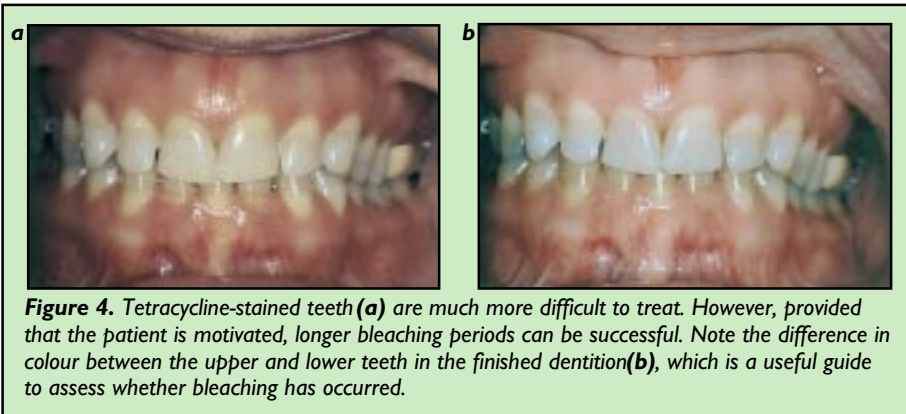 a b
Figure 4. Tetracycline-stained teeth (a) are much more difficult to treat. However, provided
that the patient is motivated, longer bleaching periods can be successful. Note the difference in
colour between the upper and lower teeth in the finished dentition(b), which is a useful guide
to assess whether bleaching has occurred.